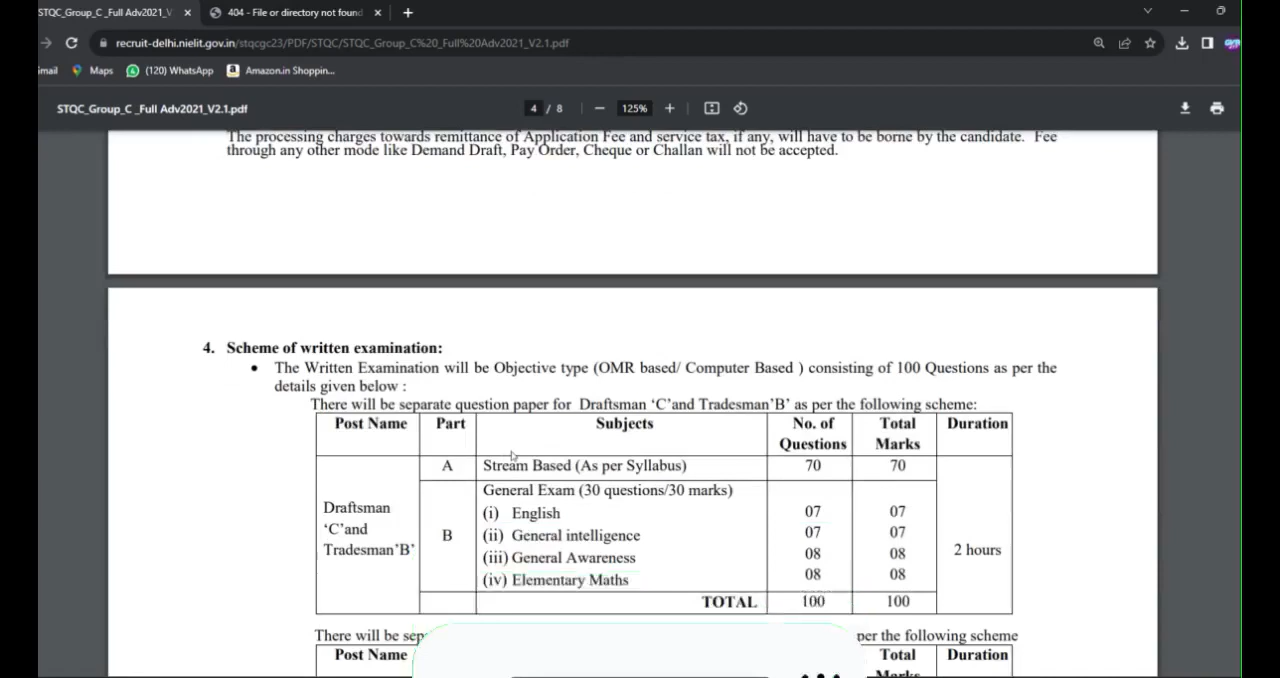 STQC_Group_C _Full Adv2021_V
404 - File or directory not found
recruit-delhi.nielit.gov.in/stqcgc23/PDF/STQC/STQC_Group_C%20_Full%20Adv2021_V2.1.pdf
mail Maps (120) WhatsApp Amazon.in Shoppin...
STQC_Group_C _Full Adv2021_V2.1.pdf 4 / 8 125%
The processing charges towards remittance of Application Fee and service tax, if any, will have to be borne by the candidate. Fee
through any other mode like Demand Draft, Pay Order, Cheque or Challan will not be accepted.
4. Scheme of written examination:
• The Written Examination will be Objective type (OMR based/ Computer Based ) consisting of 100 Questions as per the
details given below :
There will be separate question paper for Draftsman ‘C’and Tradesman’B’ as per the following scheme:
Post Name Part Subjects No. of Questions Total Marks Duration
Draftsman ‘C’and Tradesman’B’
A Stream Based (As per Syllabus) 70 70
B General Exam (30 questions/30 marks)
(i) English 07 07
(ii) General intelligence 07 07
(iii) General Awareness 08 08
(iv) Elementary Maths 08 08
2 hours
TOTAL 100 100
There will be sep per the following scheme
Post Name Total Marks Duration